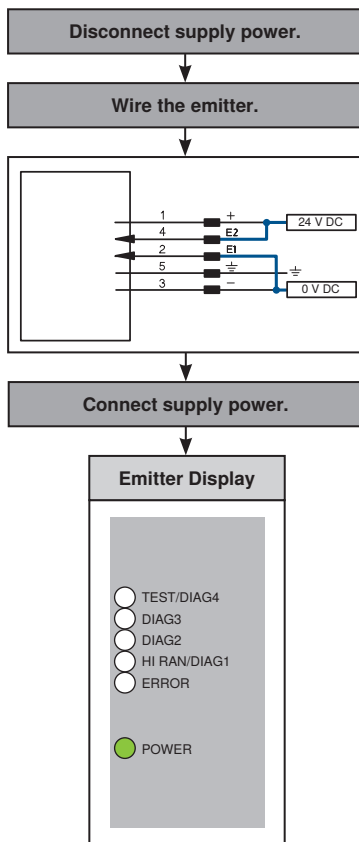 Disconnect supply power.
Wire the emitter.
1 +
24 V DC
4 E2
2 E1
5
3 –
0 V DC
Connect supply power.
Emitter Display
TEST/DIAG4
DIAG3
DIAG2
HI RAN/DIAG1
ERROR
POWER